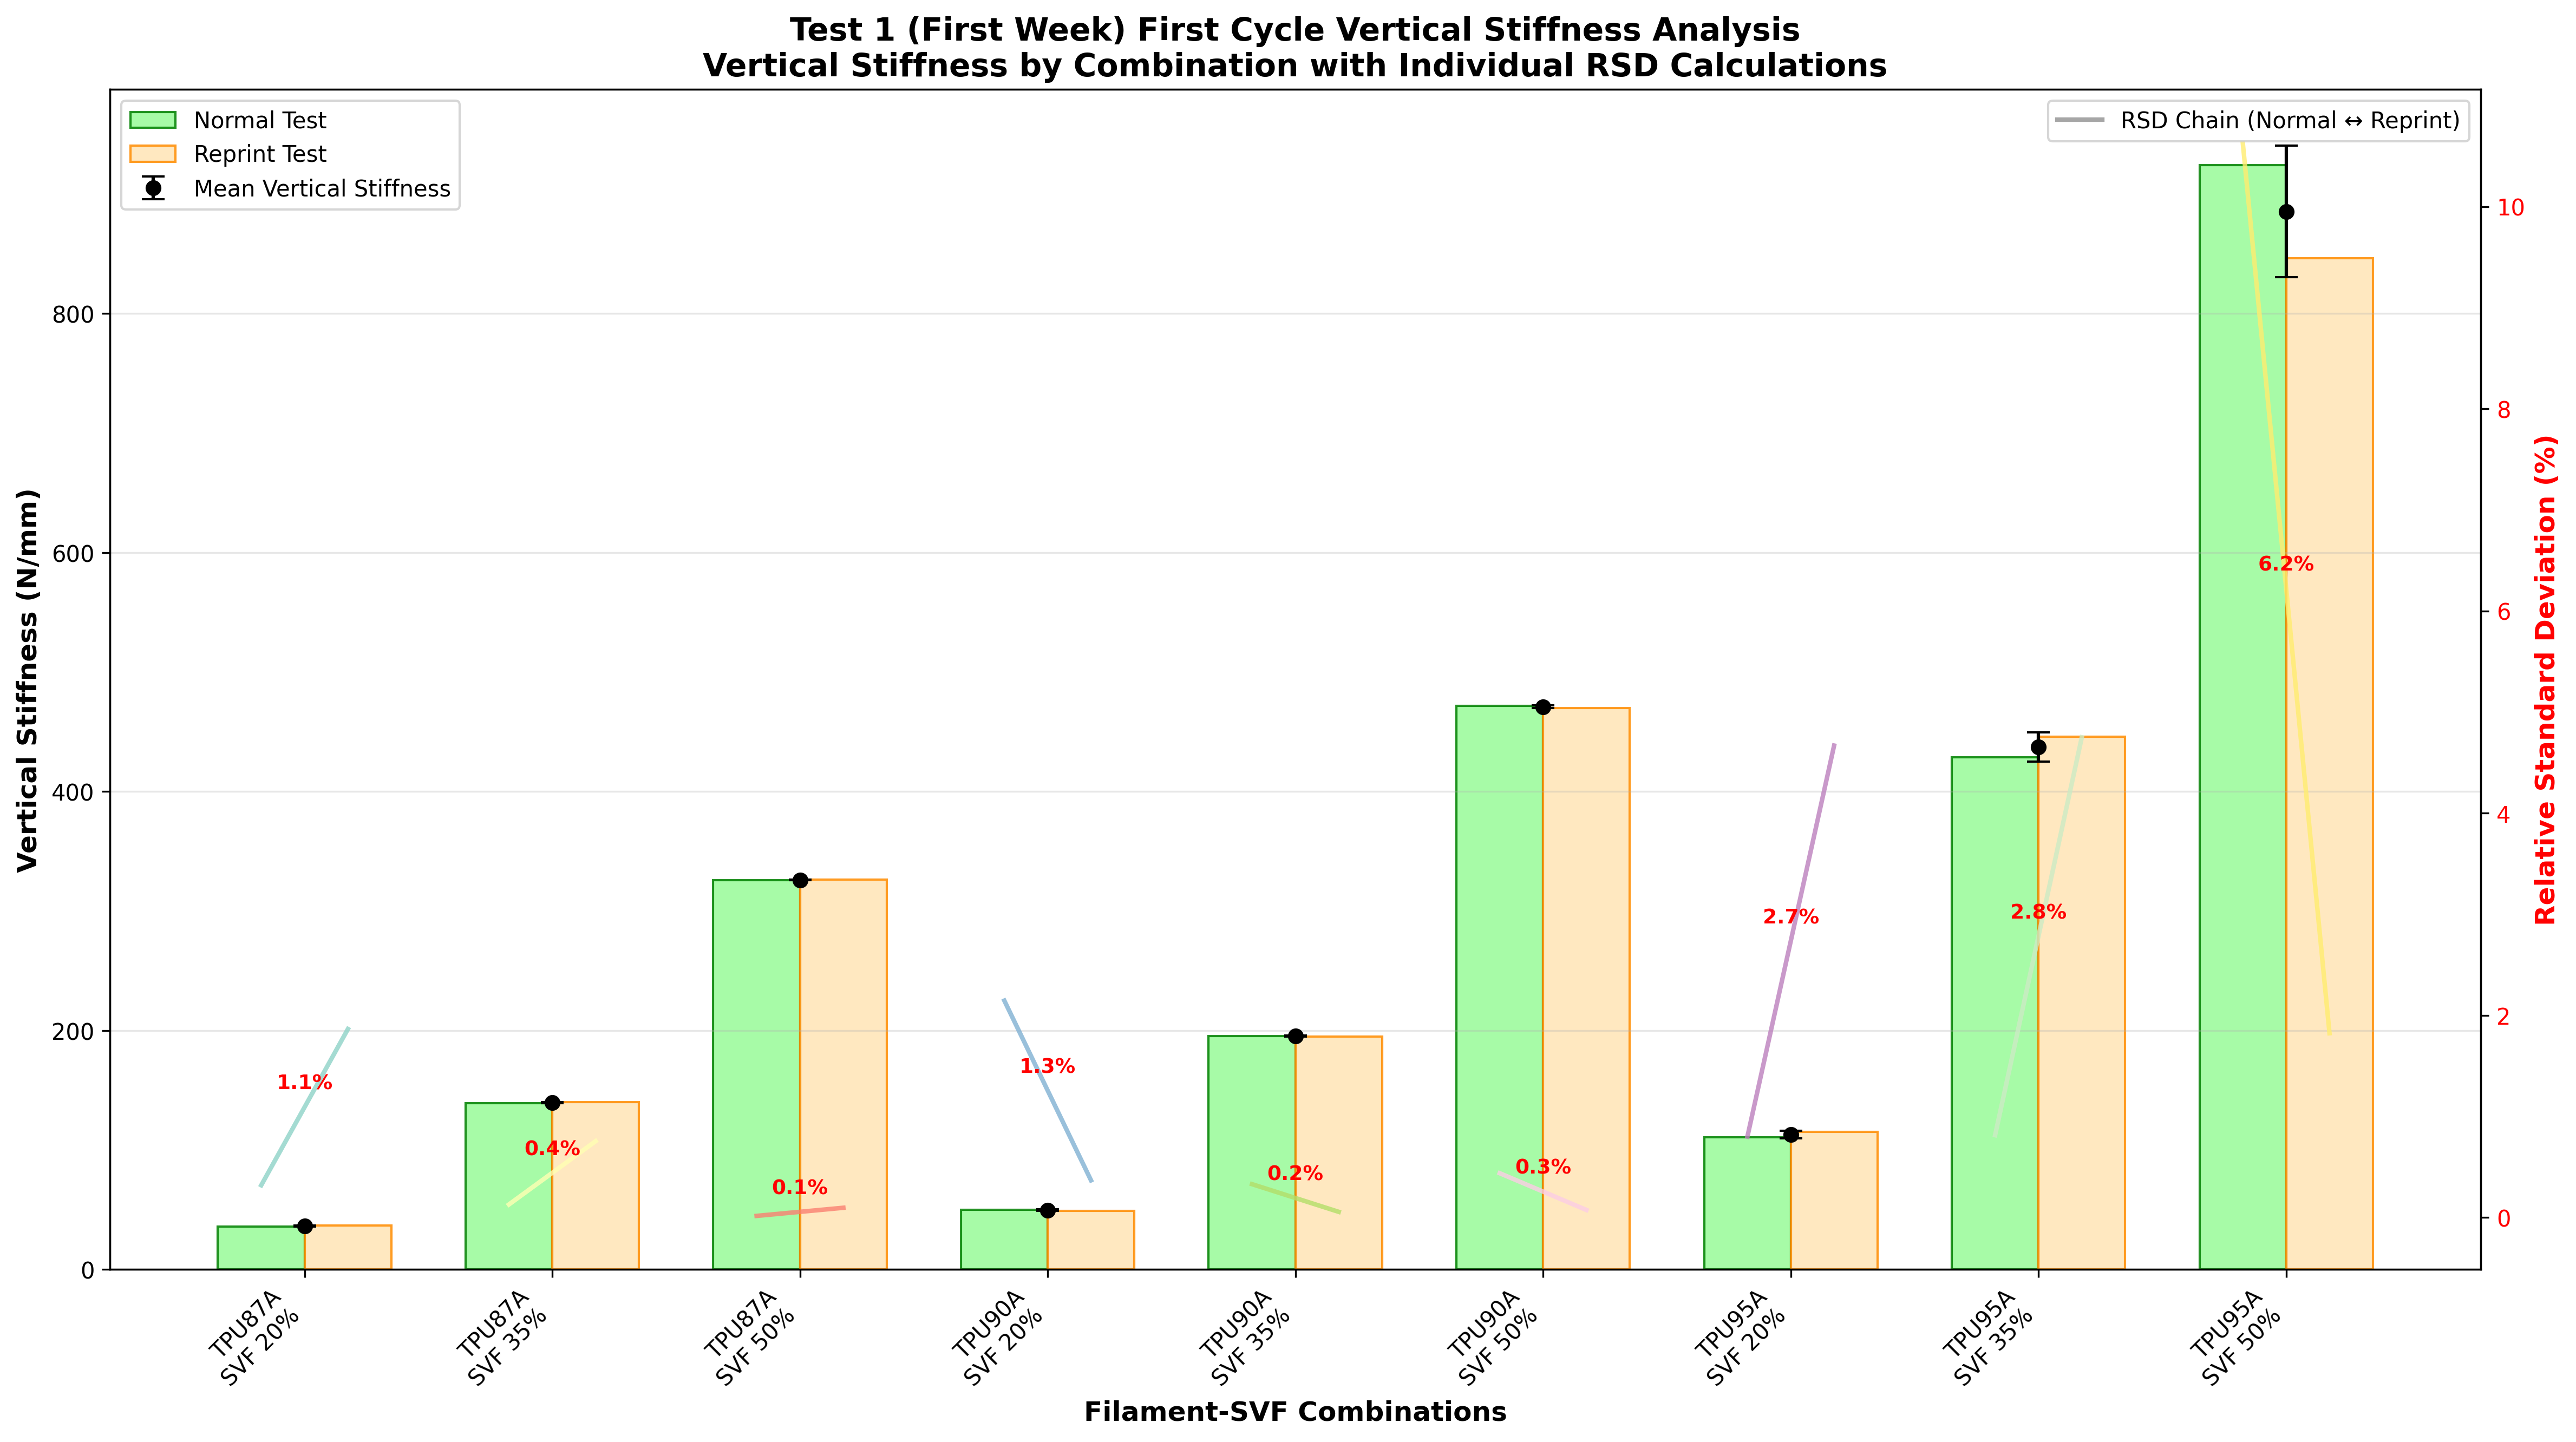 Test 1 (First Week) First Cycle Vertical Stiffness Analysis
Vertical Stiffness by Combination with Individual RSD Calculations
Normal Test
Reprint Test
Mean Vertical Stiffness
RSD Chain (Normal ↔ Reprint)
Vertical Stiffness (N/mm)
800
600
400
200
0
Relative Standard Deviation (%)
10
8
6
4
2
0
1.1%
0.4%
0.1%
1.3%
0.2%
0.3%
2.7%
2.8%
6.2%
TPU87A
SVF 20%
TPU87A
SVF 35%
TPU87A
SVF 50%
TPU90A
SVF 20%
TPU90A
SVF 35%
TPU90A
SVF 50%
TPU95A
SVF 20%
TPU95A
SVF 35%
TPU95A
SVF 50%
Filament-SVF Combinations